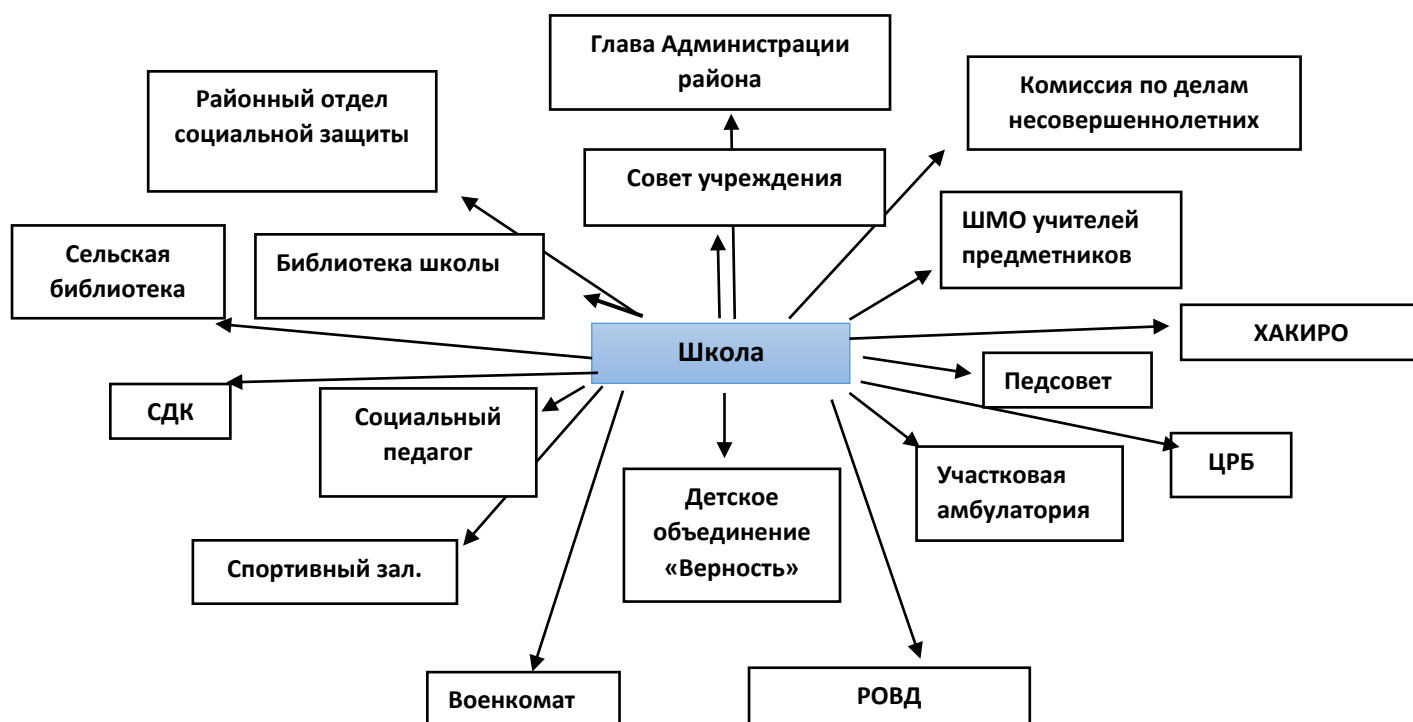 Глава Администрации
района
Районный отдел
социальной защиты
Комиссия по делам
несовершеннолетних
Совет учреждения
ШМО учителей
предметников
Сельская
библиотека
Библиотека школы
ХАКИРО
Школа
Педсовет
СДК
Социальный
педагог
ЦРБ
Участковая
амбулатория
Детское
объединение
«Верность»
Спортивный зал.
Военкомат
РОВД